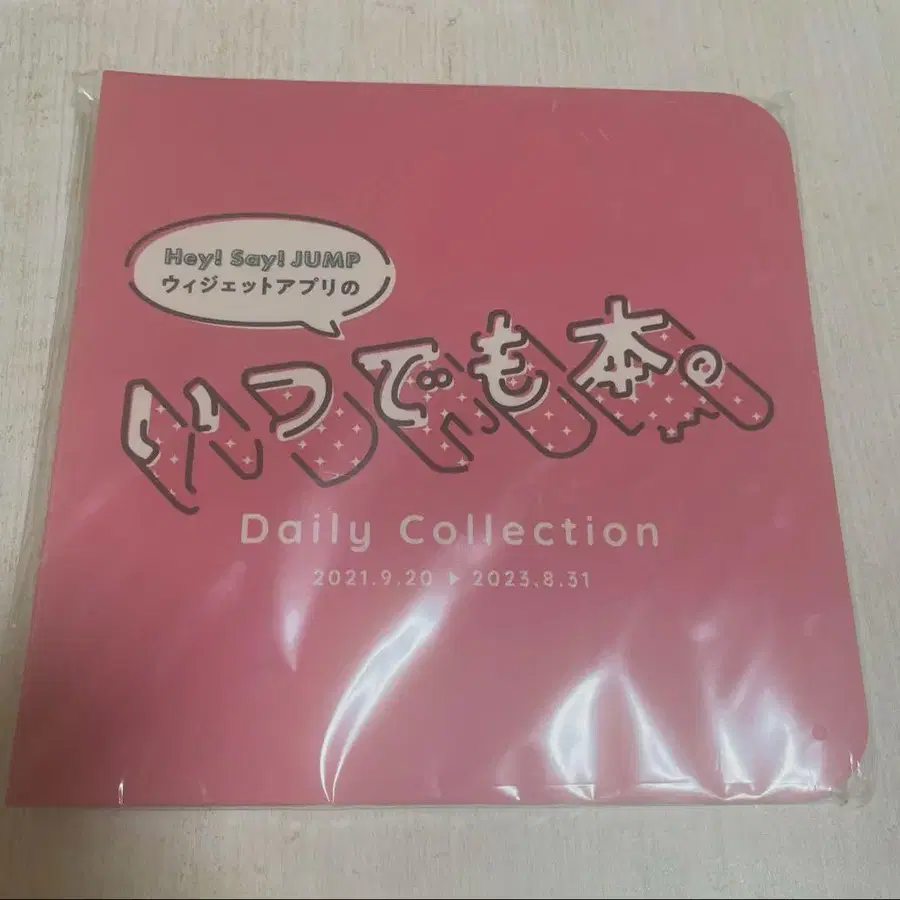 Hey! Say! JUMP
ウィジェットアプリの
いつでも本。
Daily Collection
2021.9.20 ▶ 2023.8.31